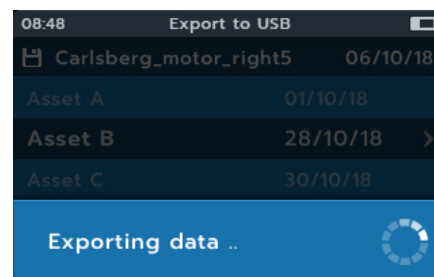 08:48 Export to USB
Carlsberg_motor_right5 06/10/18
Asset A 01/10/18
Asset B 28/10/18
Asset C 30/10/18
Exporting data ..